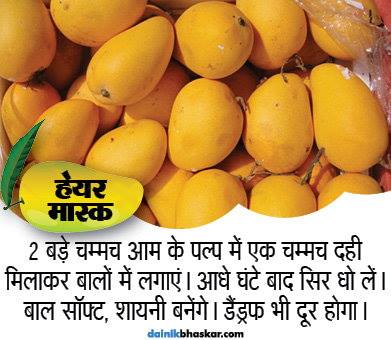 हेयर
मास्क
2 बड़े चम्मच आम के पल्प में एक चम्मच दही
मिलाकर बालों में लगाएं। आधे घंटे बाद सिर धो लें।
बाल सॉफ्ट, शायनी बनेंगे। डैंड्रफ भी दूर होगा।
dainikbhaskar.com